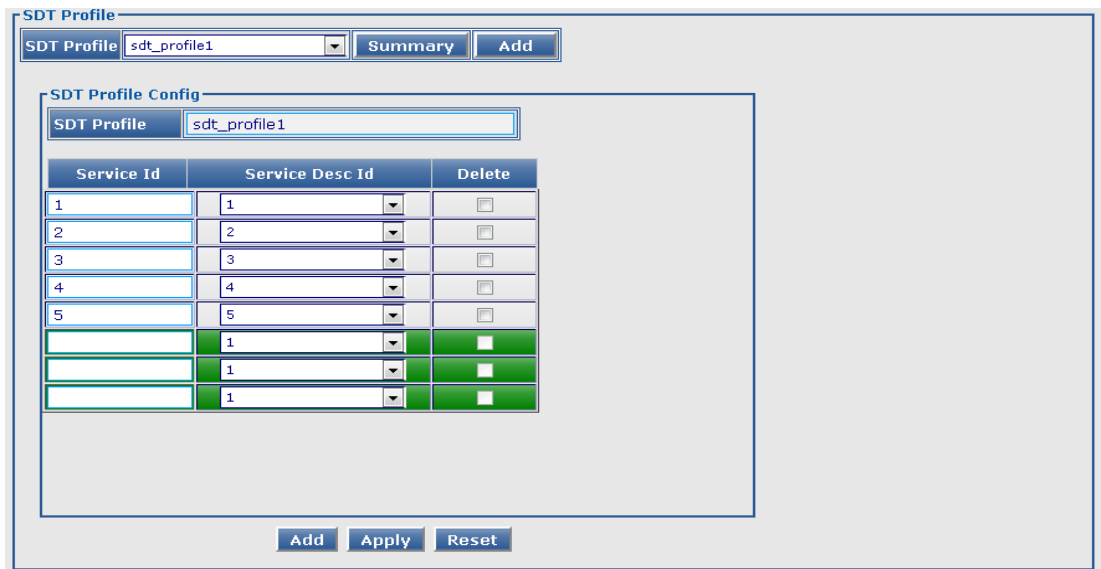 SDT Profile
SDT Profile sdt_profile1 Summary Add
SDT Profile Config
SDT Profile sdt_profile1
Service Id Service Desc Id Delete
1 1
2 2
3 3
4 4
5 5
1
1
1
Add Apply Reset